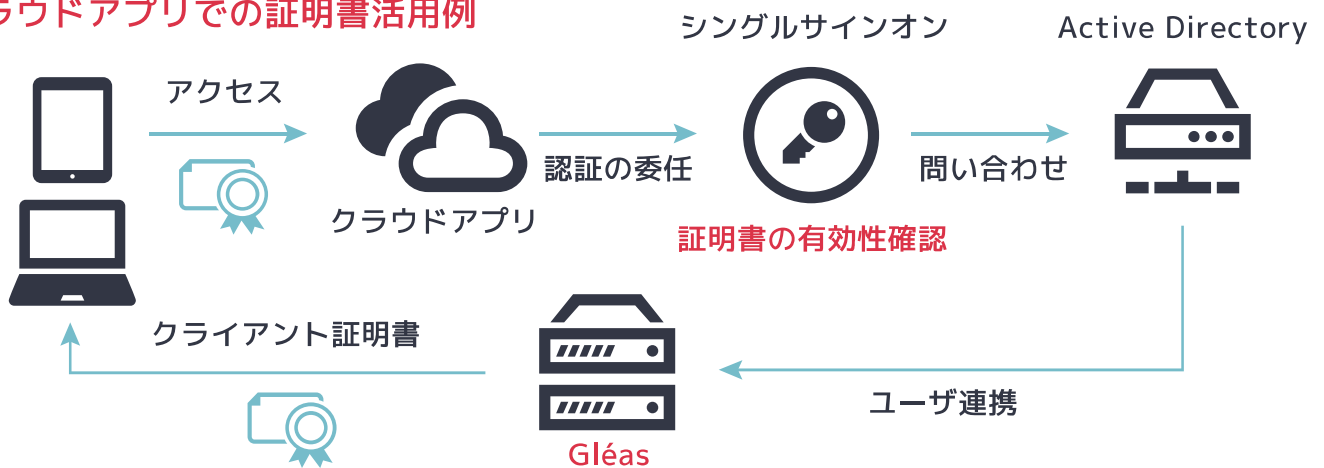 ラウドアプリでの証明書活用例
シングルサインオン
Active Directory
アクセス
認証の委任
問い合わせ
クラウドアプリ
証明書の有効性確認
クライアント証明書
ユーザ連携
Gléas